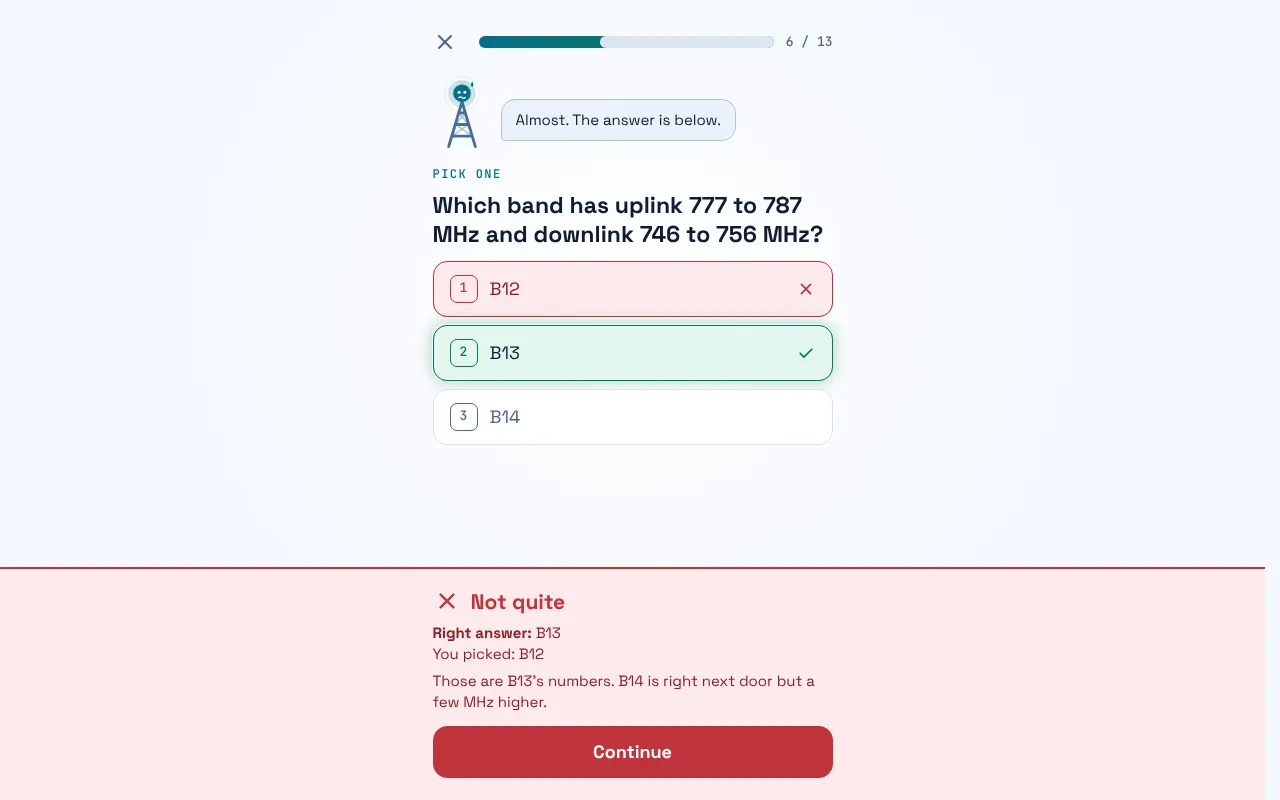 6 / 13
Almost. The answer is below.
PICK ONE
Which band has uplink 777 to 787
MHz and downlink 746 to 756 MHz?
1 B12
2 B13
3 B14
Not quite
Right answer: B13
You picked: B12
Those are B13's numbers. B14 is right next door but a
few MHz higher.
Continue